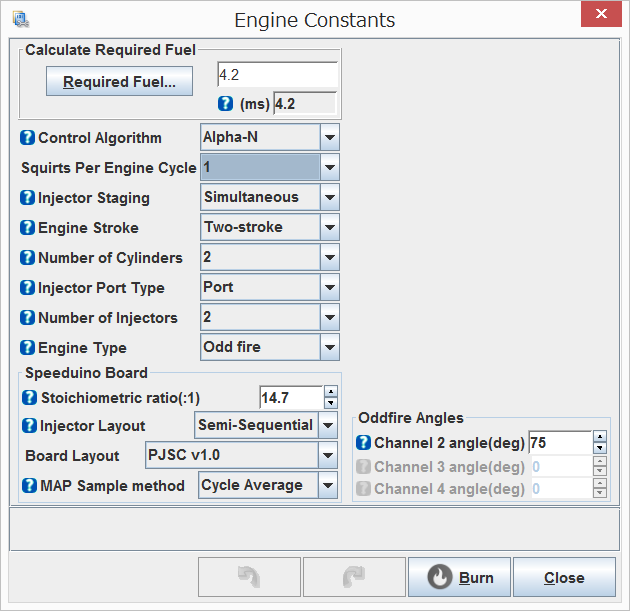 Engine Constants
Calculate Required Fuel
Required Fuel...
4.2
(ms) 4.2
Control Algorithm Alpha-N
Squirts Per Engine Cycle 1
Injector Staging Simultaneous
Engine Stroke Two-stroke
Number of Cylinders 2
Injector Port Type Port
Number of Injectors 2
Engine Type Odd fire
Speeduino Board
Stoichiometric ratio(:1) 14.7
Injector Layout Semi-Sequential
Board Layout PJSC v1.0
MAP Sample method Cycle Average
Oddfire Angles
Channel 2 angle(deg) 75
Channel 3 angle(deg) 0
Channel 4 angle(deg) 0
Burn
Close